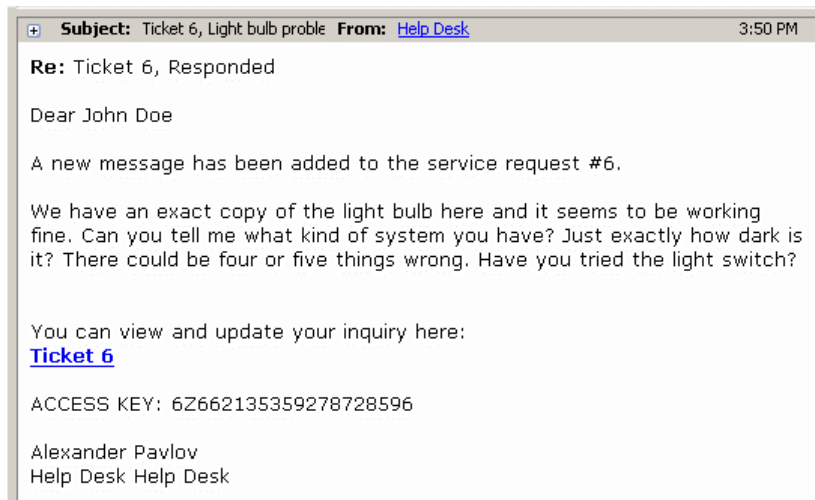 Subject: Ticket 6, Light bulb proble From: Help Desk 3:50 PM
Re: Ticket 6, Responded
Dear John Doe
A new message has been added to the service request #6.
We have an exact copy of the light bulb here and it seems to be working
fine. Can you tell me what kind of system you have? Just exactly how dark is
it? There could be four or five things wrong. Have you tried the light switch?
You can view and update your inquiry here:
Ticket 6
ACCESS KEY: 6Z662135359278728596
Alexander Pavlov
Help Desk Help Desk